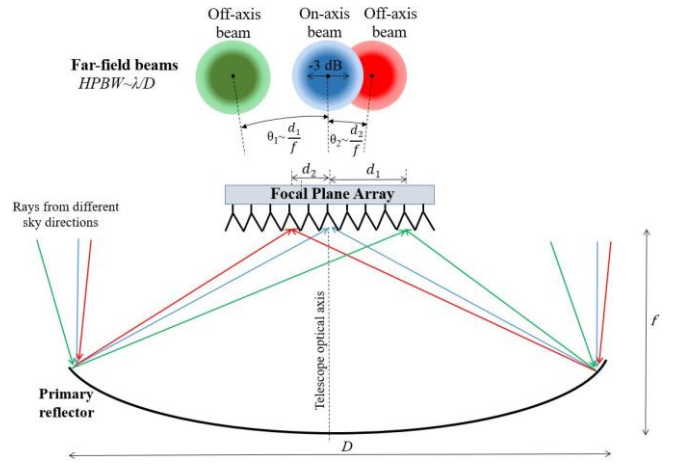 Off-axis
beam
On-axis
beam
Off-axis
beam
Far-field beams
HPBW~λ/D
-3 dB
θ₁~d₁/f
θ₂~d₂/f
d₂
d₁
Focal Plane Array
Rays from different
sky directions
Telescope optical axis
f
Primary
reflector
D